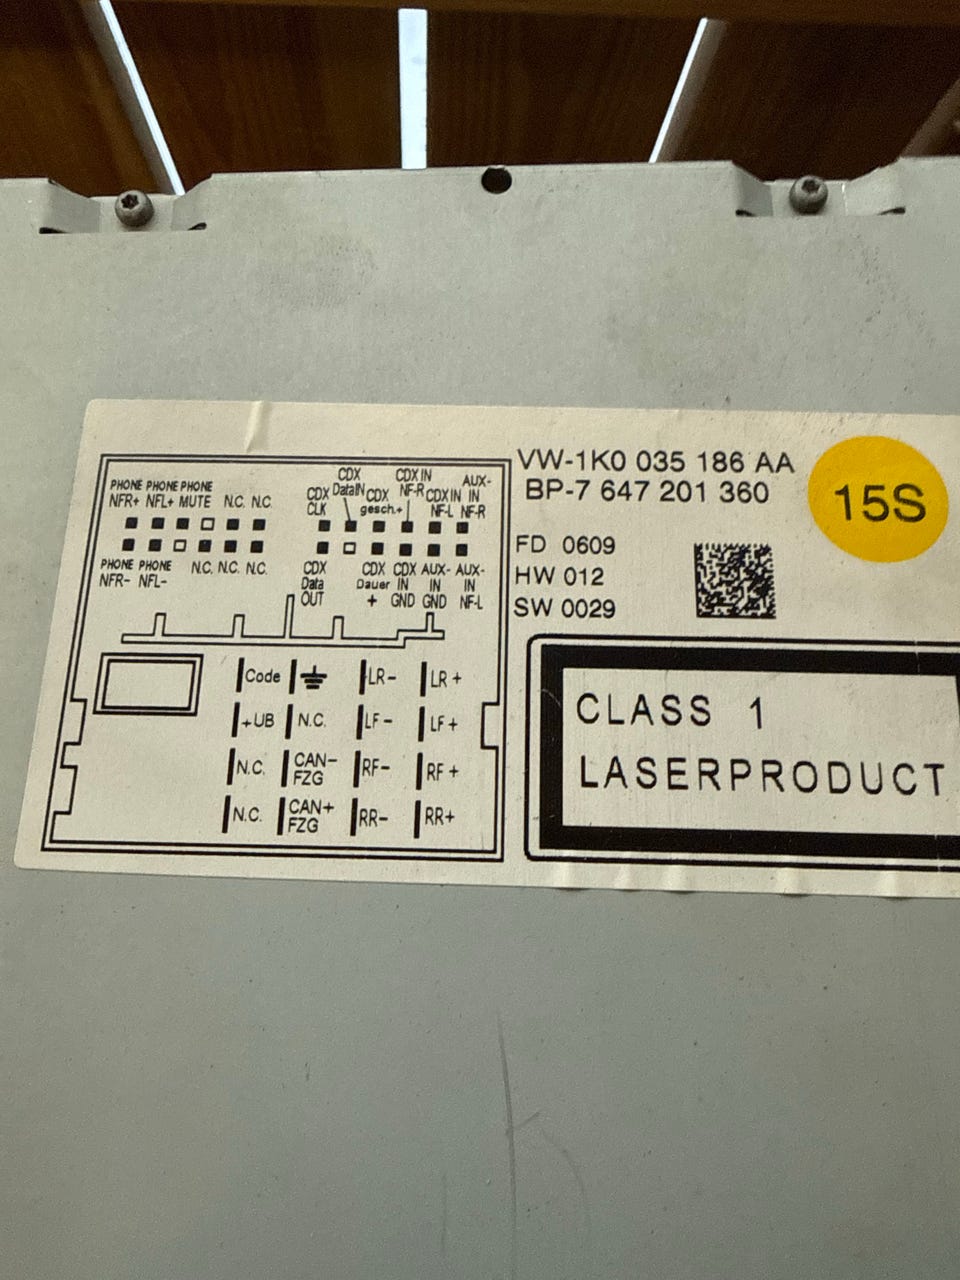 PHONE PHONE PHONE
NFR+ NFL+ MUTE N.C. N.C.
CDX CLK
CDX DataIN
CDX gesch.+
CDX IN NF-R
CDX IN NF-L
AUX-IN NF-R
PHONE PHONE
NFR- NFL-
N.C. N.C. N.C.
CDX Data OUT
CDX Dauer +
CDX IN GND
AUX-IN GND
AUX-IN NF-L
Code LR- LR+
+UB N.C. LF- LF+
N.C. CAN- FZG RF- RF+
N.C. CAN+ FZG RR- RR+
VW-1K0 035 186 AA
BP-7 647 201 360
15S
FD 0609
HW 012
SW 0029
CLASS 1
LASERPRODUCT